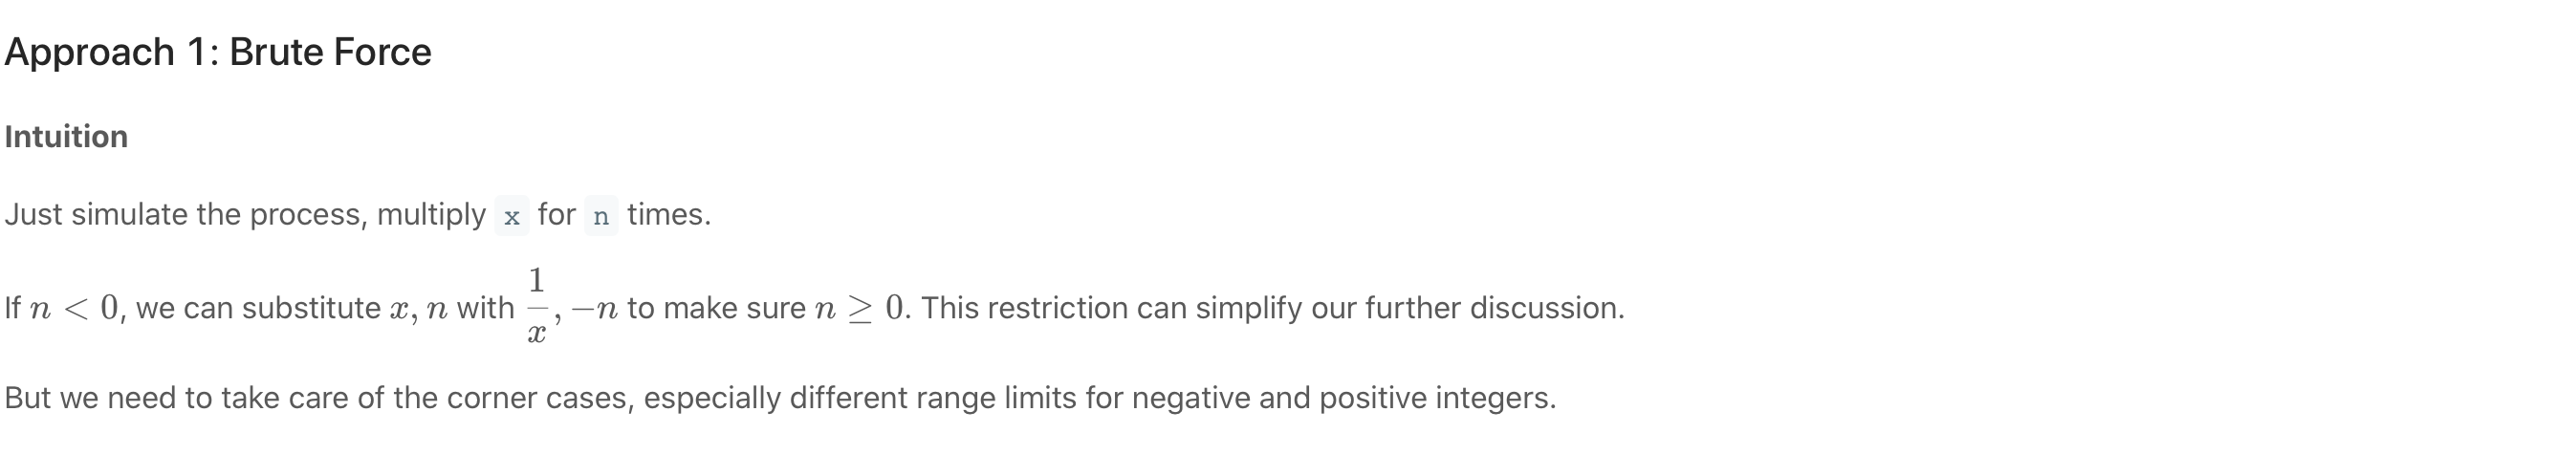 Approach 1: Brute Force
Intuition
Just simulate the process, multiply x for n times.
If n < 0, we can substitute x, n with 1/x, −n to make sure n ≥ 0. This restriction can simplify our further discussion.
But we need to take care of the corner cases, especially different range limits for negative and positive integers.